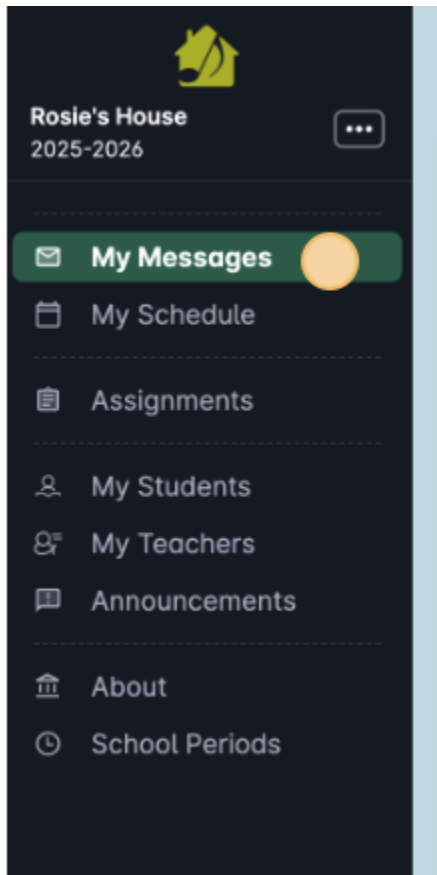 Rosie's House
2025-2026
My Messages
My Schedule
Assignments
My Students
My Teachers
Announcements
About
School Periods